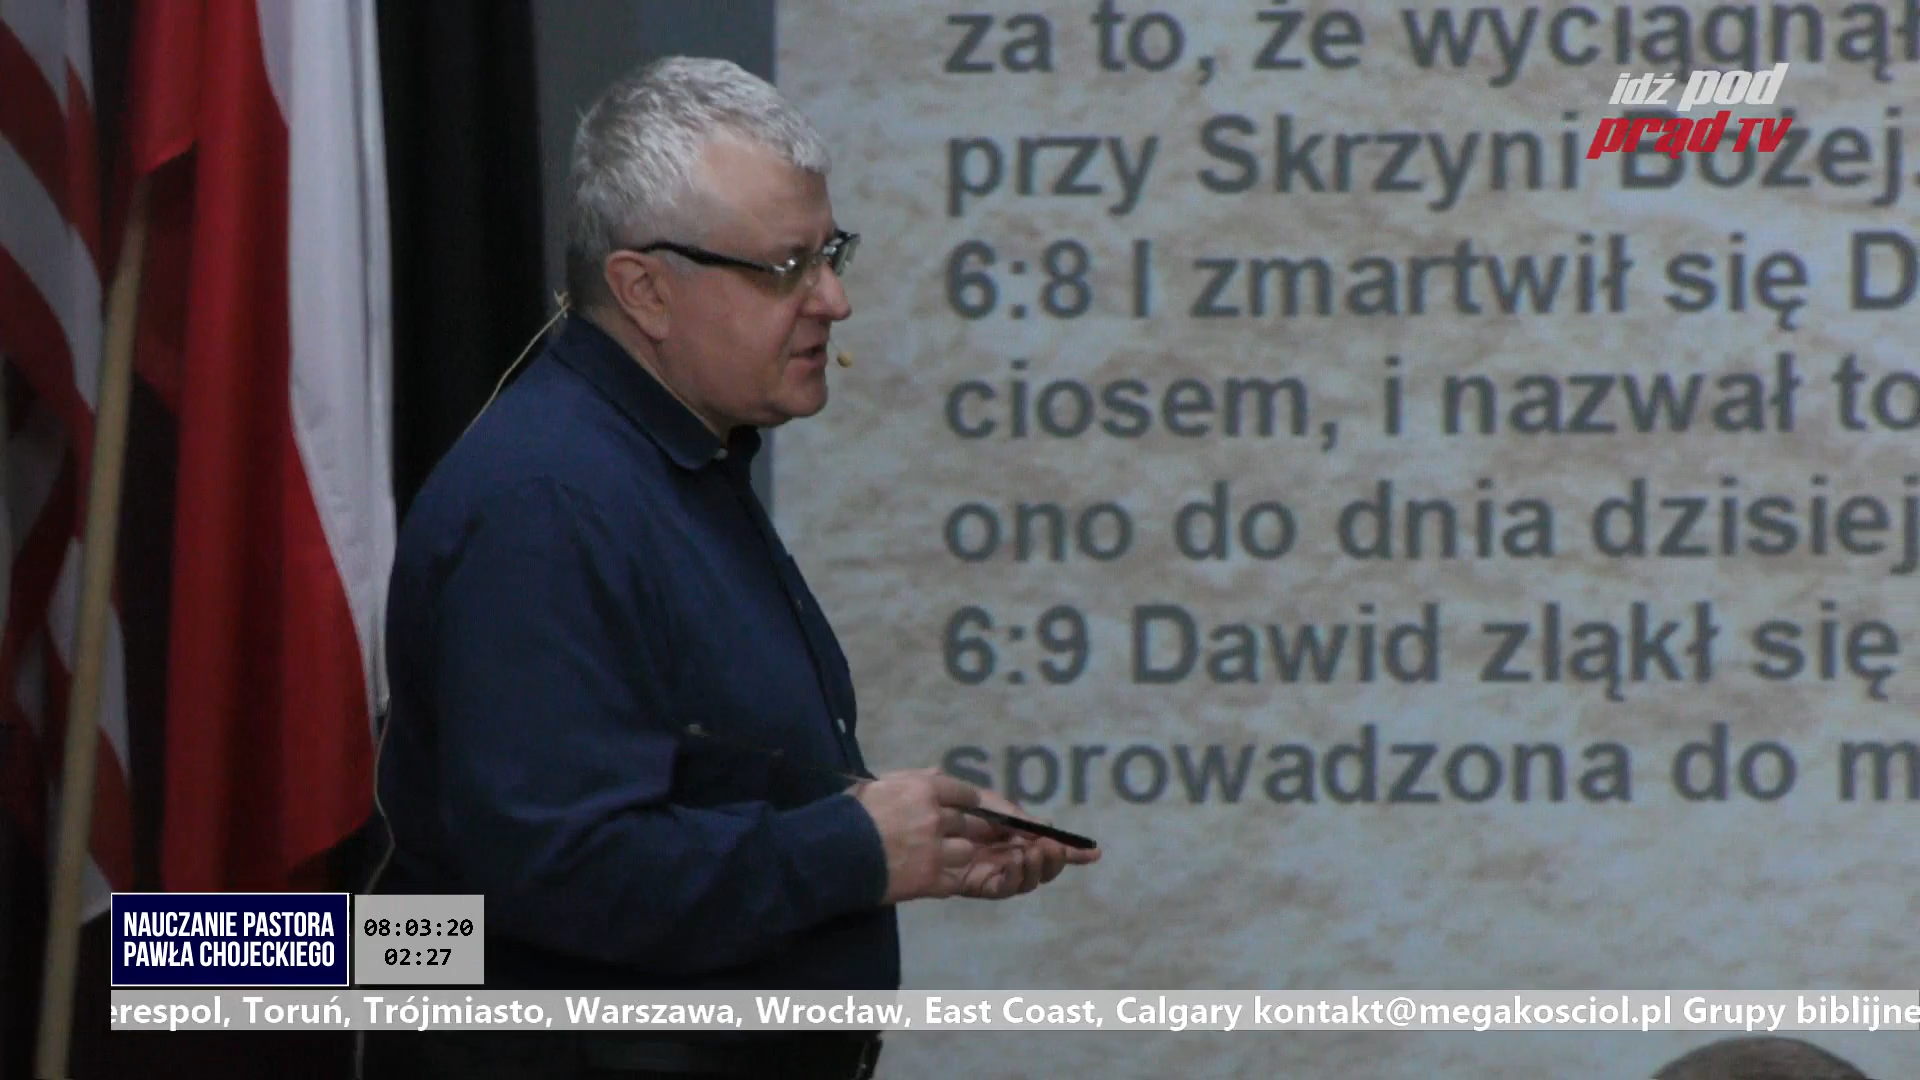 za to, że wyciągnął
przy Skrzyni Bożej.
6:8 I zmartwił się D
ciosem, i nazwał to
ono do dnia dzisiej
6:9 Dawid zląkł się
sprowadzona do m
idź pod
prąd TV
NAUCZANIE PASTORA
PAWŁA CHOJECKIEGO
08:03:20
02:27
erespol, Toruń, Trójmiasto, Warszawa, Wrocław, East Coast, Calgary kontakt@megakosciol.pl Grupy biblijne